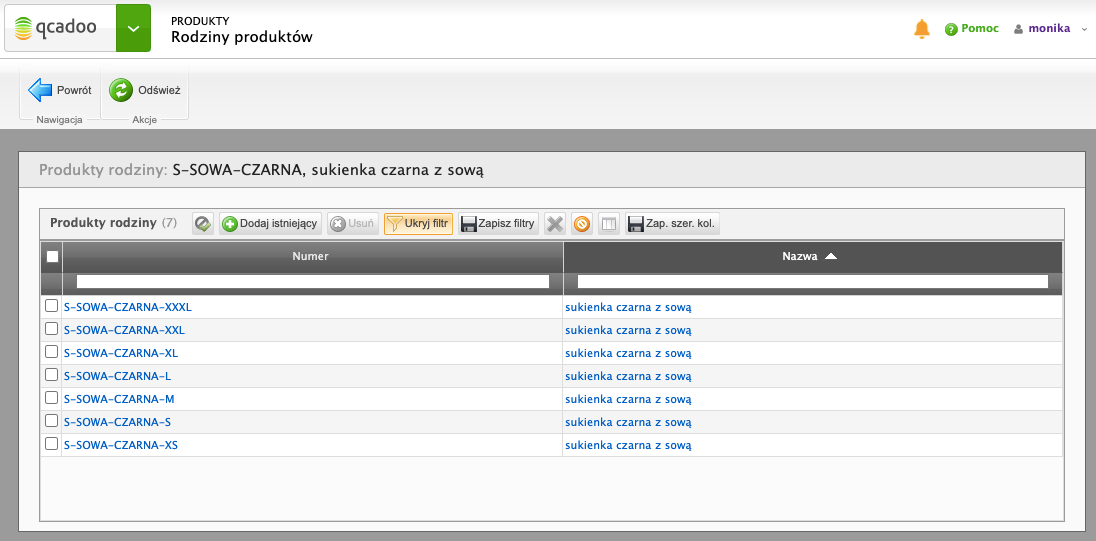 qcadoo
PRODUKTY
Rodziny produktów
Pomoc
monika
Powrót
Odśwież
Nawigacja
Akcje
Produkty rodziny: S-SOWA-CZARNA, sukienka czarna z sową
Produkty rodziny (7) Dodaj istniejący Usuń Ukryj filtr Zapisz filtry Zap. szer. kol.
Numer Nazwa
S-SOWA-CZARNA-XXXL sukienka czarna z sową
S-SOWA-CZARNA-XXL sukienka czarna z sową
S-SOWA-CZARNA-XL sukienka czarna z sową
S-SOWA-CZARNA-L sukienka czarna z sową
S-SOWA-CZARNA-M sukienka czarna z sową
S-SOWA-CZARNA-S sukienka czarna z sową
S-SOWA-CZARNA-XS sukienka czarna z sową